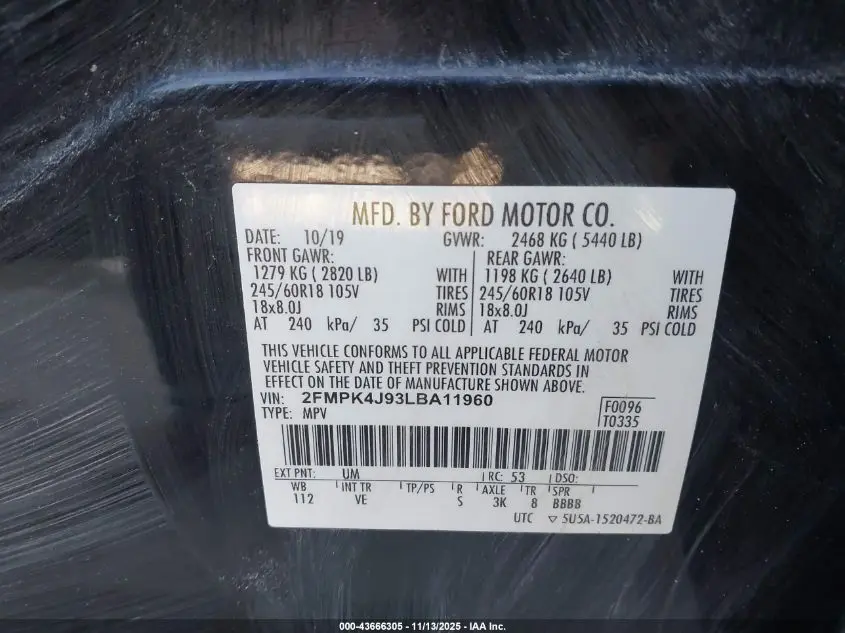 MFD. BY FORD MOTOR CO.
DATE: 10/19 GVWR: 2468 KG ( 5440 LB)
FRONT GAWR: REAR GAWR:
1279 KG ( 2820 LB) WITH 1198 KG ( 2640 LB) WITH
245/60R18 105V TIRES 245/60R18 105V TIRES
18x8.0J RIMS 18x8.0J RIMS
AT 240 kPa/ 35 PSI COLD AT 240 kPa/ 35 PSI COLD
THIS VEHICLE CONFORMS TO ALL APPLICABLE FEDERAL MOTOR
VEHICLE SAFETY AND THEFT PREVENTION STANDARDS IN
EFFECT ON THE DATE OF MANUFACTURE SHOWN ABOVE.
VIN: 2FMPK4J93LBA11960
TYPE: MPV
F0096
T0335
EXT PNT: UM RC: 53 DSO:
WB INT TR TP/PS R AXLE TR SPR
112 VE S 3K 8 BBBB
UTC ▽ 5U5A-1520472-BA
000-43666305 - 11/13/2025 - IAA Inc.